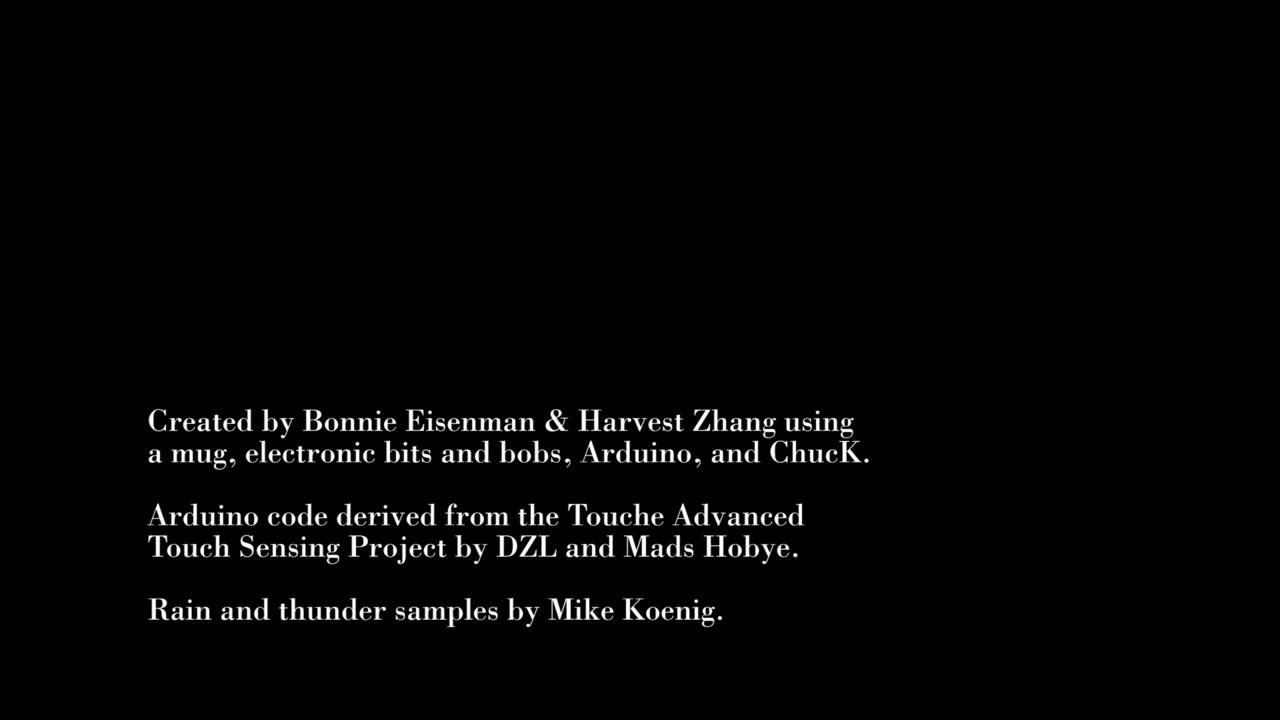 Created by Bonnie Eisenman & Harvest Zhang using
a mug, electronic bits and bobs, Arduino, and ChucK.
Arduino code derived from the Touche Advanced
Touch Sensing Project by DZL and Mads Hobye.
Rain and thunder samples by Mike Koenig.